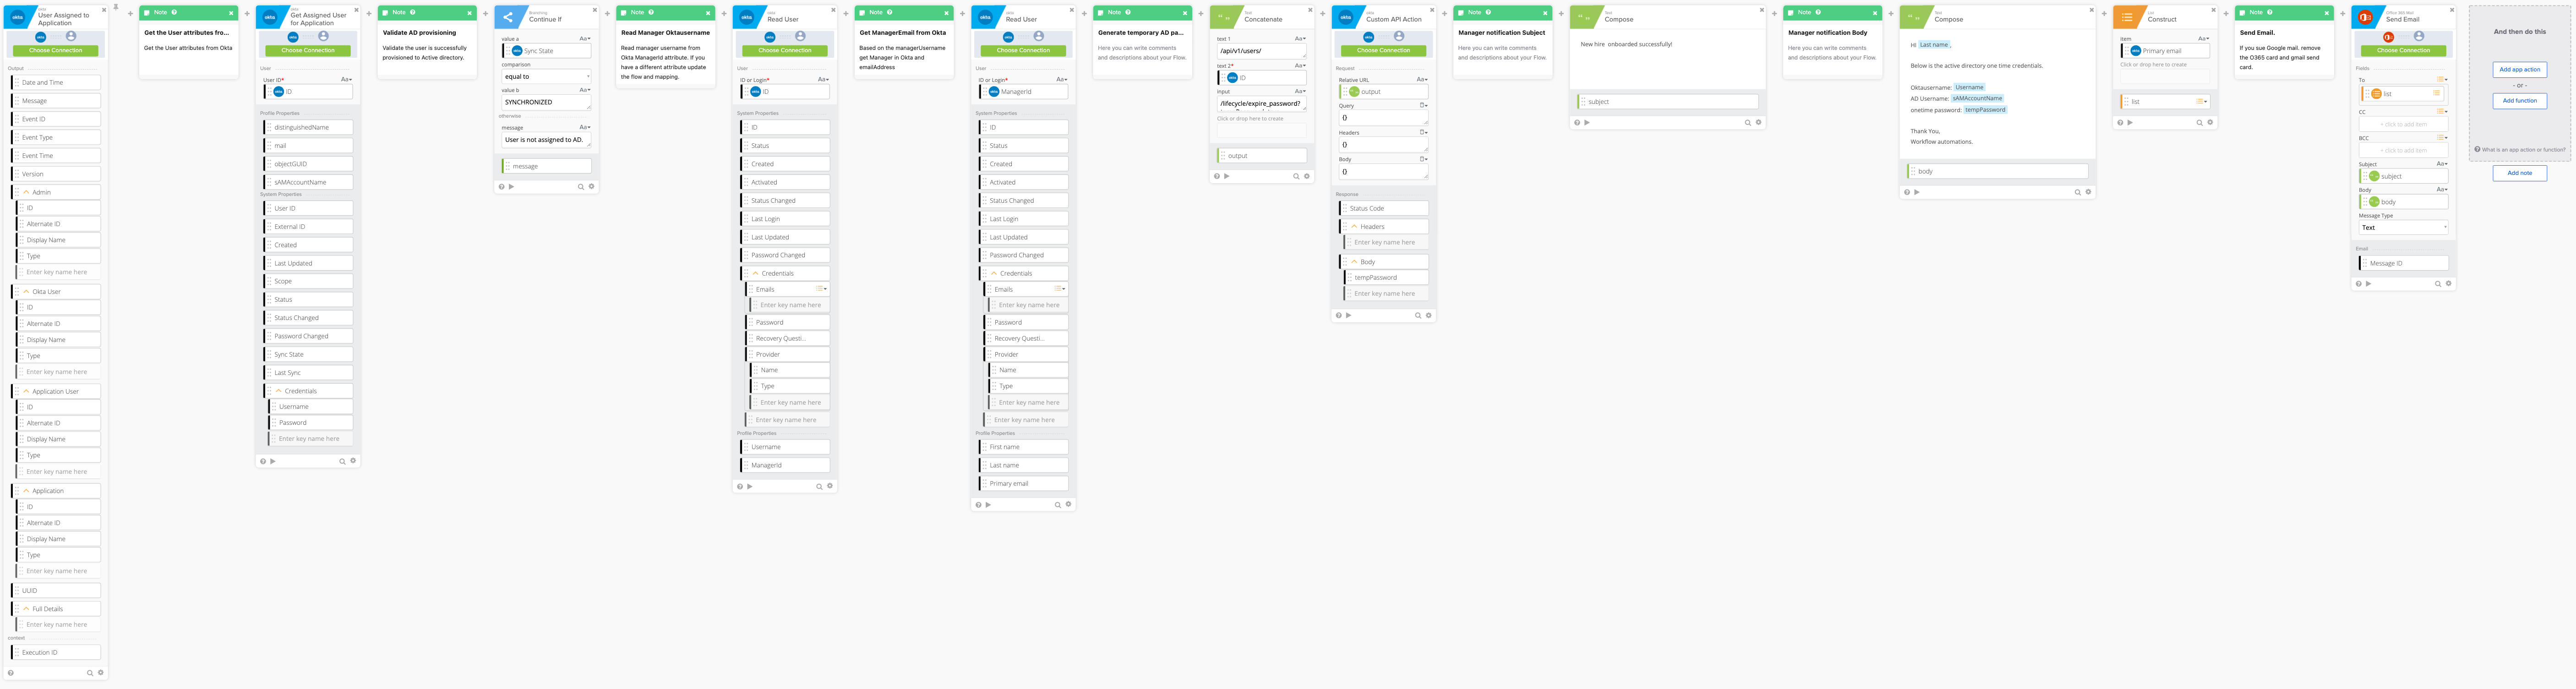 okta
User Assigned to
Application
okta
Choose Connection
Output
Date and Time
Message
Event ID
Event Type
Event Time
Version
Admin
ID
Alternate ID
Display Name
Type
Enter key name here
Okta User
ID
Alternate ID
Display Name
Type
Enter key name here
Application User
ID
Alternate ID
Display Name
Type
Enter key name here
Application
ID
Alternate ID
Display Name
Type
Enter key name here
UUID
Full Details
Enter key name here
context
Execution ID
Note
Get the User attributes fro...
Get the User attributes from Okta
okta
Get Assigned User
for Application
okta
Choose Connection
User
User ID*
Aa
okta
ID
Profile Properties
distinguishedName
mail
objectGUID
sAMAccountName
System Properties
User ID
External ID
Created
Last Updated
Scope
Status
Status Changed
Password Changed
Sync State
Last Sync
Credentials
Username
Password
Enter key name here
Note
Validate AD provisioning
Validate the user is successfully
provisioned to Active directory.
Branching
Continue If
value a
Aa
okta
Sync State
comparison
equal to
value b
Aa
SYNCHRONIZED
otherwise
message
Aa
User is not assigned to AD.
message
Note
Read Manager Oktausername
Read manager username from
Okta ManagerId attribute. If you
have a different attribute update
the flow and mapping.
okta
Read User
okta
Choose Connection
User
ID or Login*
Aa
okta
ID
System Properties
ID
Status
Created
Activated
Status Changed
Last Login
Last Updated
Password Changed
Credentials
Emails
Enter key name here
Password
Recovery Questi...
Provider
Name
Type
Enter key name here
Enter key name here
Profile Properties
Username
ManagerId
Note
Get ManagerEmail from Okta
Based on the managerUsername
get Manager in Okta and
emailAddress
okta
Read User
okta
Choose Connection
User
ID or Login*
Aa
okta
ManagerId
System Properties
ID
Status
Created
Activated
Status Changed
Last Login
Last Updated
Password Changed
Credentials
Emails
Enter key name here
Password
Recovery Questi...
Provider
Name
Type
Enter key name here
Enter key name here
Profile Properties
First name
Last name
Primary email
Note
Generate temporary AD pa...
Here you can write comments
and descriptions about your Flow.
Text
Concatenate
text 1
Aa
/api/v1/users/
text 2*
Aa
okta
ID
input
Aa
/lifecycle/expire_password?
Click or drop here to create
output
okta
Custom API Action
okta
Choose Connection
Request
Relative URL
Aa
output
Query
{}
Headers
{}
Body
{}
Response
Status Code
Headers
Enter key name here
Body
tempPassword
Enter key name here
Note
Manager notification Subject
Here you can write comments
and descriptions about your Flow.
Text
Compose
New hire onboarded successfully!
subject
Note
Manager notification Body
Here you can write comments
and descriptions about your Flow.
Text
Compose
Hi Last name ,
Below is the active directory one time credentials.
Oktausername: Username
AD Username: sAMAccountName
onetime password: tempPassword
Thank You,
Workflow automations.
body
List
Construct
item
Aa
okta
Primary email
Click or drop here to create
list
Note
Send Email.
If you sue Google mail. remove
the O365 card and gmail send
card.
Office 365 Mail
Send Email
Choose Connection
Fields
To
list
CC
+ click to add item
BCC
+ click to add item
Subject
Aa
subject
Body
Aa
body
Message Type
Text
Email
Message ID
And then do this
Add app action
- or -
Add function
What is an app action or function?
Add note